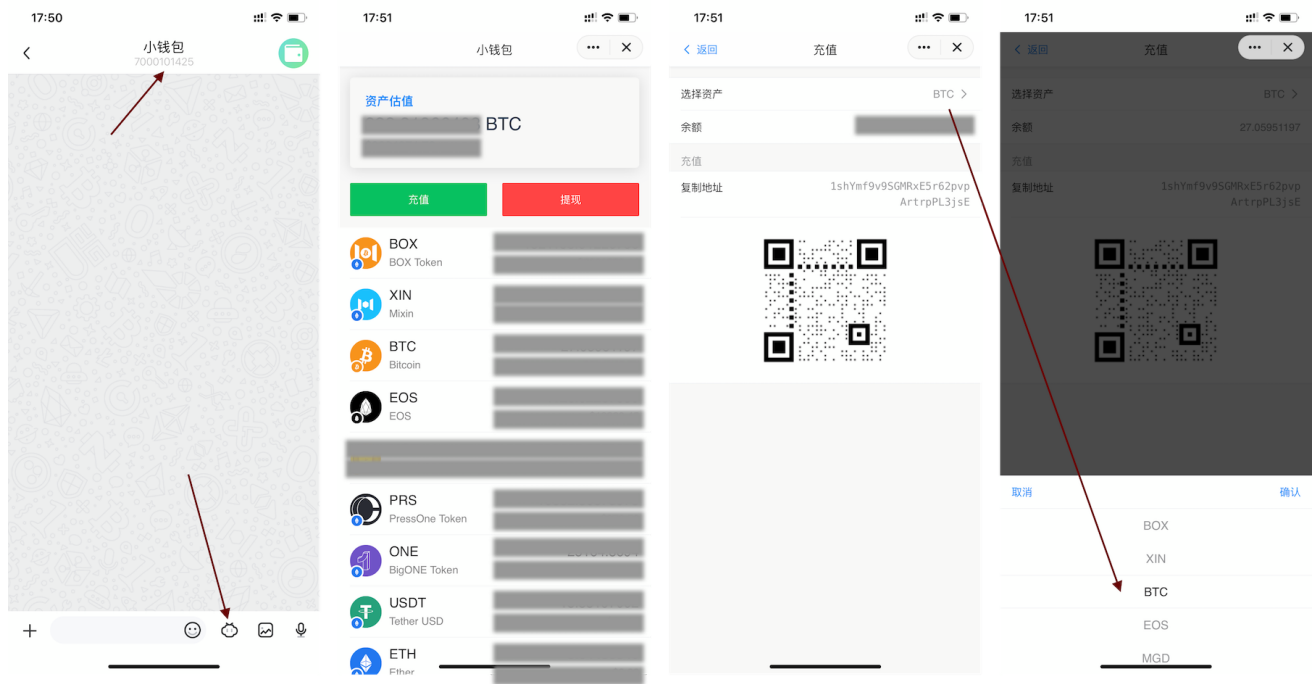 17:50
小钱包
7000101425
17:51
小钱包
资产估值
BTC
充值
提现
BOX
BOX Token
XIN
Mixin
BTC
Bitcoin
EOS
EOS
PRS
PressOne Token
ONE
BigONE Token
USDT
Tether USD
ETH
Ether
17:51
返回
充值
选择资产
BTC
余额
充值
复制地址
1shYmf9v9SGMRxE5r62pvp
ArtrpPL3jsE
17:51
返回
充值
选择资产
BTC
余额
27.05951197
充值
复制地址
1shYmf9v9SGMRxE5r62pvp
ArtrpPL3jsE
取消
确认
BOX
XIN
BTC
EOS
MGD